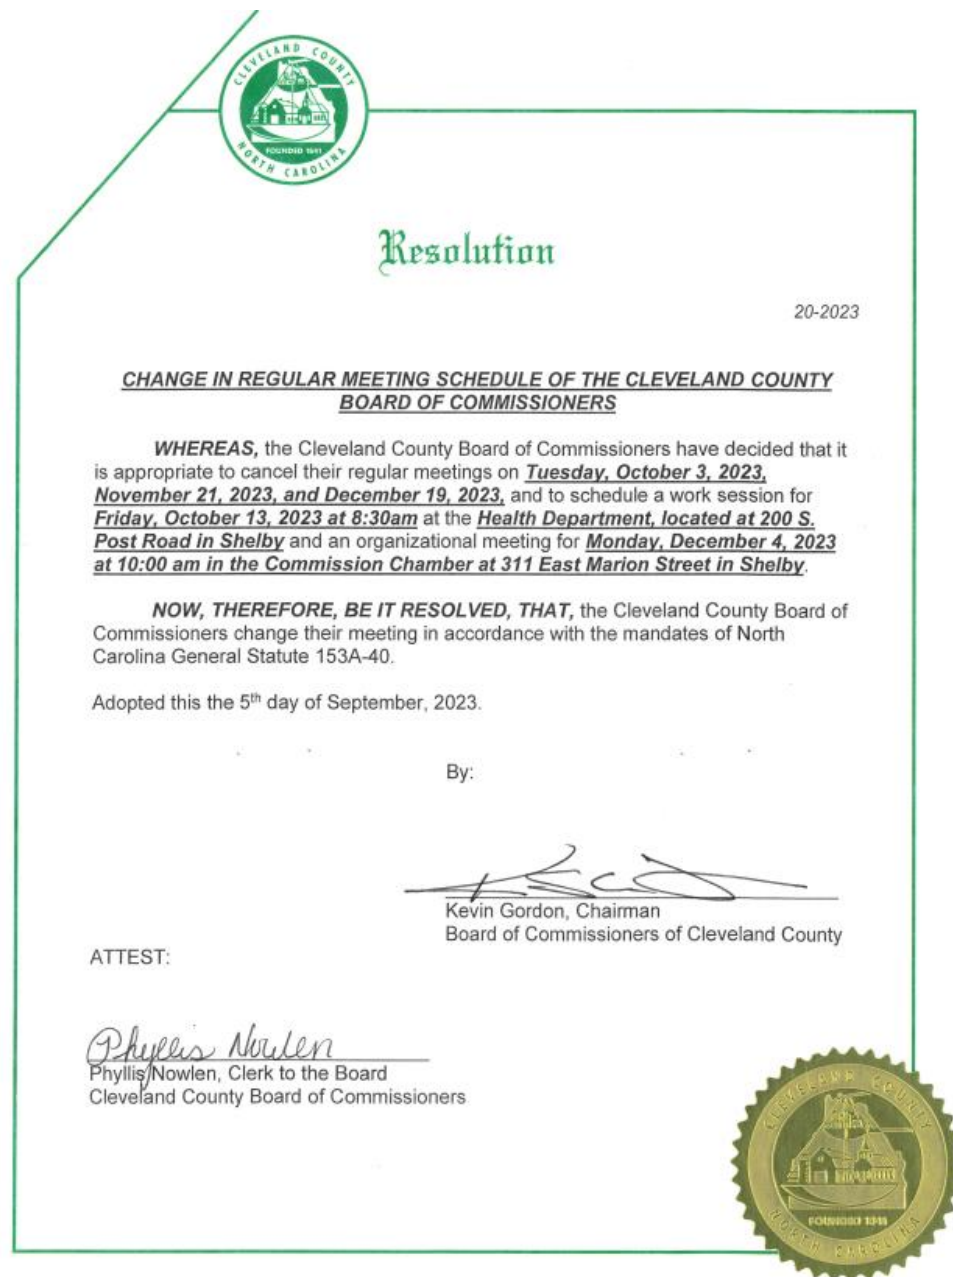 CLEVELAND COUNTY
FOUNDED 1841
NORTH CAROLINA
Resolution
20-2023
CHANGE IN REGULAR MEETING SCHEDULE OF THE CLEVELAND COUNTY
BOARD OF COMMISSIONERS
WHEREAS, the Cleveland County Board of Commissioners have decided that it
is appropriate to cancel their regular meetings on Tuesday, October 3, 2023,
November 21, 2023, and December 19, 2023, and to schedule a work session for
Friday, October 13, 2023 at 8:30am at the Health Department, located at 200 S.
Post Road in Shelby and an organizational meeting for Monday, December 4, 2023
at 10:00 am in the Commission Chamber at 311 East Marion Street in Shelby.
NOW, THEREFORE, BE IT RESOLVED, THAT, the Cleveland County Board of
Commissioners change their meeting in accordance with the mandates of North
Carolina General Statute 153A-40.
Adopted this the 5th day of September, 2023.
By:
Kevin Gordon, Chairman
Board of Commissioners of Cleveland County
ATTEST:
Phyllis Nowlen
Phyllis Nowlen, Clerk to the Board
Cleveland County Board of Commissioners
CLEVELAND COUNTY
FOUNDED 1841
NORTH CAROLINA